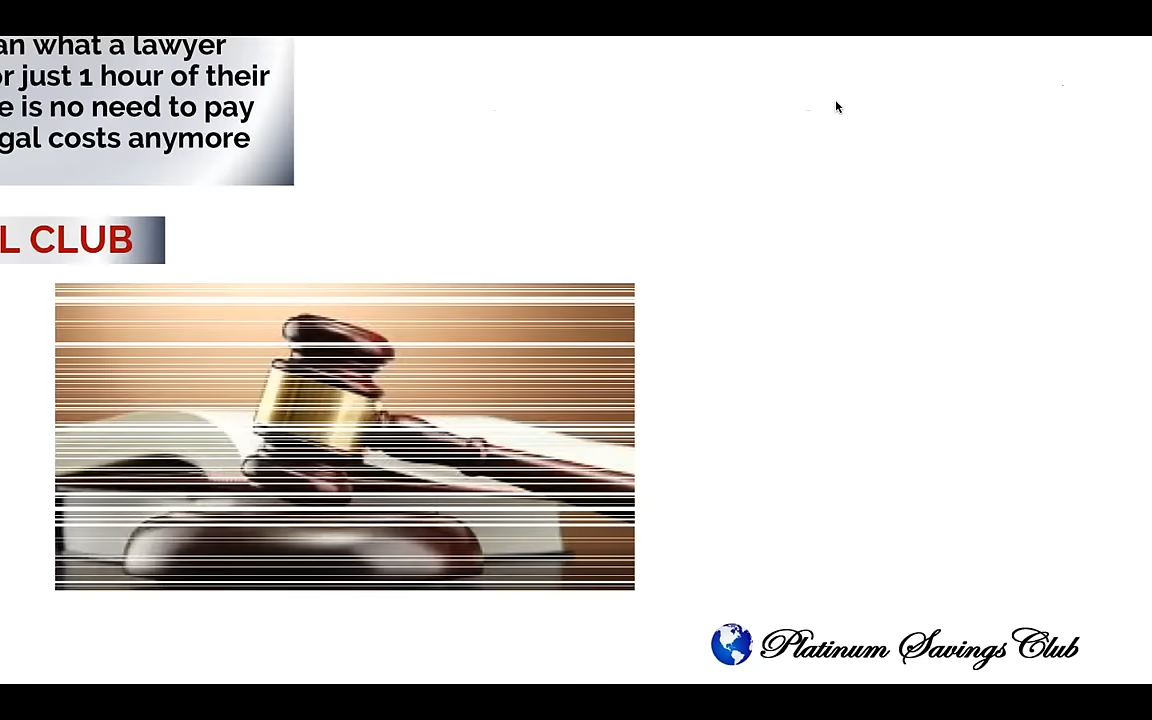 an what a lawyer
or just 1 hour of their
e is no need to pay
gal costs anymore
L CLUB
Platinum Savings Club